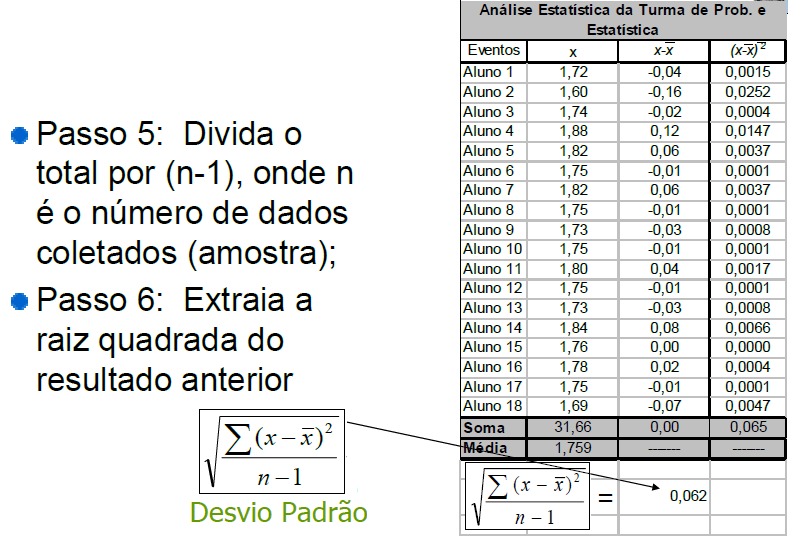 Passo 5: Divida o
total por (n-1), onde n
é o número de dados
coletados (amostra);
Passo 6: Extraia a
raiz quadrada do
resultado anterior
√(∑(x − x̅)² / (n − 1))
Desvio Padrão
Análise Estatística da Turma de Prob. e
Estatística
Eventos x x-x̅ (x-x̅)²
Aluno 1 1,72 -0,04 0,0015
Aluno 2 1,60 -0,16 0,0252
Aluno 3 1,74 -0,02 0,0004
Aluno 4 1,88 0,12 0,0147
Aluno 5 1,82 0,06 0,0037
Aluno 6 1,75 -0,01 0,0001
Aluno 7 1,82 0,06 0,0037
Aluno 8 1,75 -0,01 0,0001
Aluno 9 1,73 -0,03 0,0008
Aluno 10 1,75 -0,01 0,0001
Aluno 11 1,80 0,04 0,0017
Aluno 12 1,75 -0,01 0,0001
Aluno 13 1,73 -0,03 0,0008
Aluno 14 1,84 0,08 0,0066
Aluno 15 1,76 0,00 0,0000
Aluno 16 1,78 0,02 0,0004
Aluno 17 1,75 -0,01 0,0001
Aluno 18 1,69 -0,07 0,0047
Soma 31,66 0,00 0,065
Média 1,759 ------- -------
√(∑(x − x̅)² / (n − 1)) = 0,062